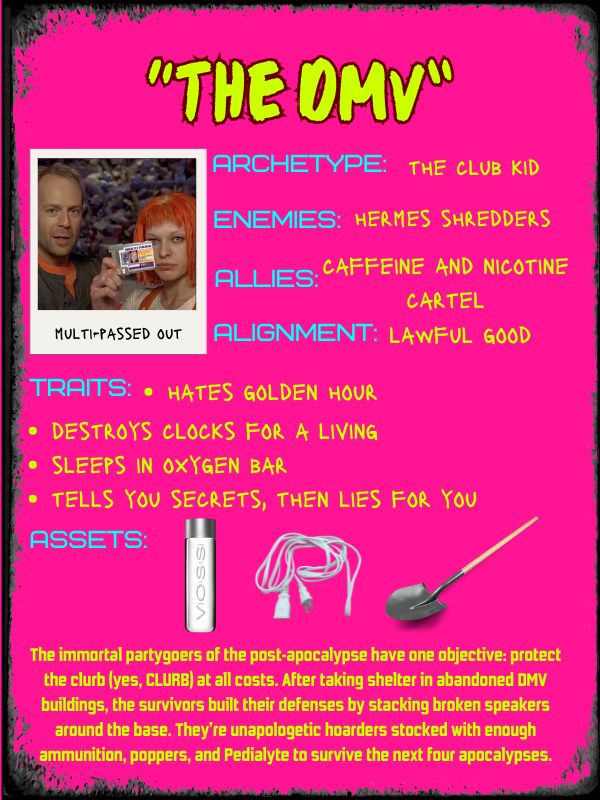 "THE DMV"
ARCHETYPE: THE CLUB KID
ENEMIES: HERMES SHREDDERS
ALLIES: CAFFEINE AND NICOTINE
CARTEL
MULTI-PASSED OUT
ALIGNMENT: LAWFUL GOOD
TRAITS: • HATES GOLDEN HOUR
• DESTROYS CLOCKS FOR A LIVING
• SLEEPS IN OXYGEN BAR
• TELLS YOU SECRETS, THEN LIES FOR YOU
ASSETS:
VOSS
The immortal partygoers of the post-apocalypse have one objective: protect
the clurb (yes, CLURB) at all costs. After taking shelter in abandoned DMV
buildings, the survivors built their defenses by stacking broken speakers
around the base. They're unapologetic hoarders stocked with enough
ammunition, poppers, and Pedialyte to survive the next four apocalypses.